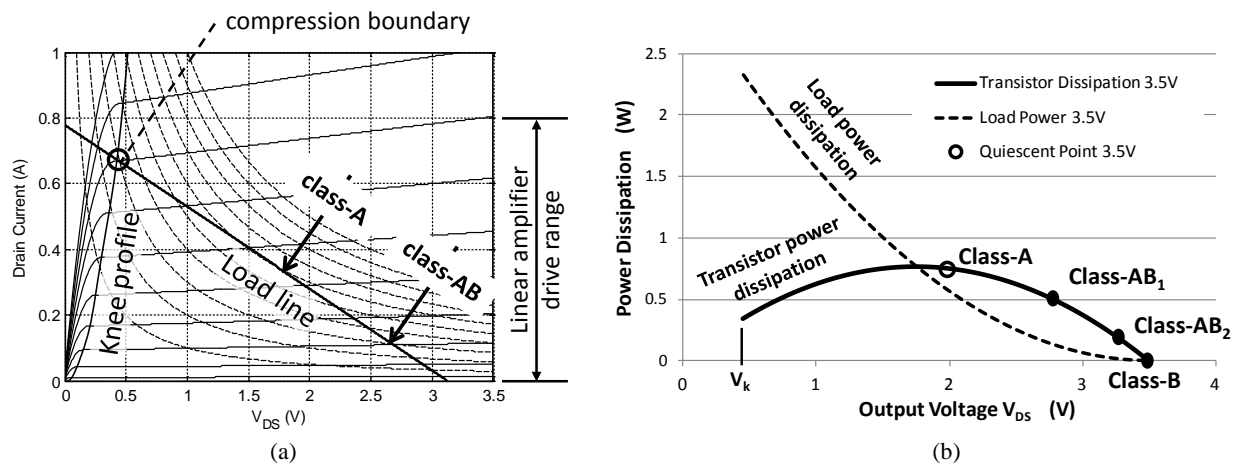 compression boundary
1
0.8
0.6
0.4
0.2
0
Drain Current (A)
0
0.5
1
1.5
2
2.5
3
3.5
V_DS (V)
Knee profile
Load line
class-A
class-AB
Linear amplifier
drive range
(a)
2.5
2
1.5
1
0.5
0
Power Dissipation (W)
Load power
dissipation
Transistor power
dissipation
Transistor Dissipation 3.5V
Load Power 3.5V
Quiescent Point 3.5V
Class-A
Class-AB₁
Class-AB₂
Class-B
V_k
0
1
2
3
4
Output Voltage V_DS (V)
(b)